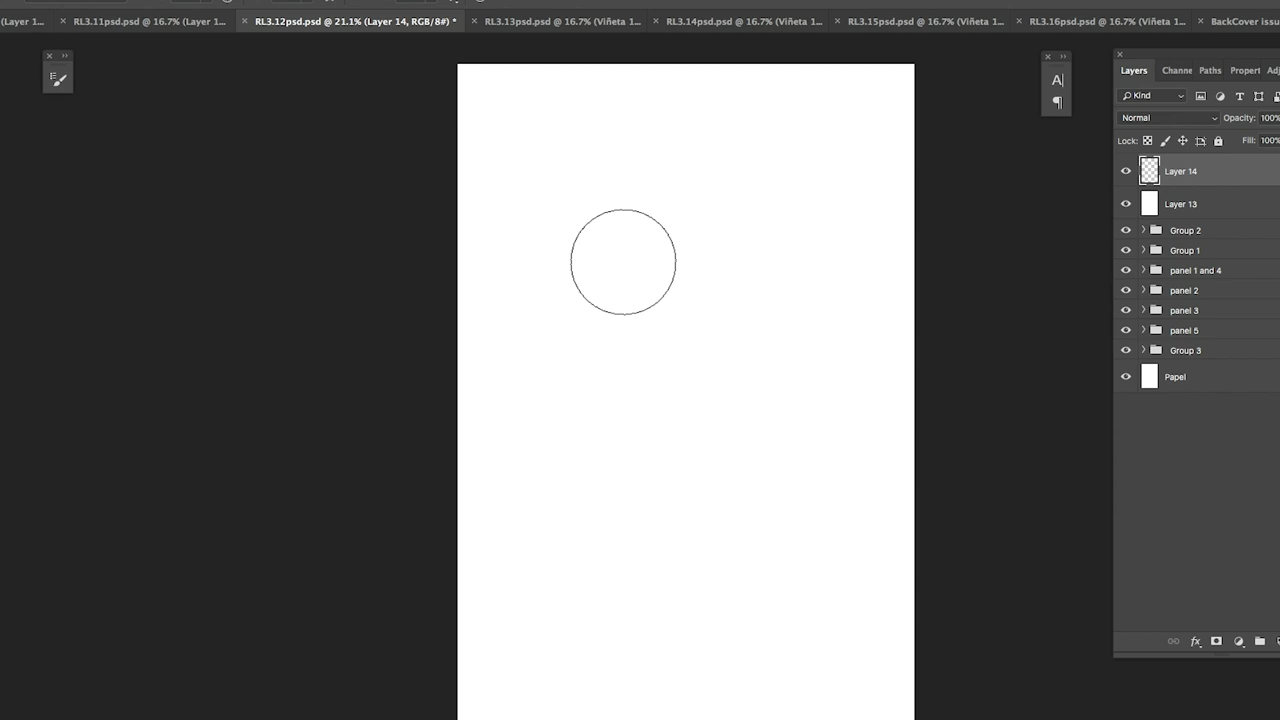 (Layer 1... RL3.11psd.psd @ 16.7% (Layer 1... RL3.12psd.psd @ 21.1% (Layer 14, RGB/8#) * RL3.13psd.psd @ 16.7% (Viñeta 1... RL3.14psd.psd @ 16.7% (Viñeta 1... RL3.15psd.psd @ 16.7% (Viñeta 1... RL3.16psd.psd @ 16.7% (Viñeta 1... BackCover issu
Layers Channe Paths Propert Adj
Kind
Normal Opacity: 100%
Lock: Fill: 100%
Layer 14
Layer 13
Group 2
Group 1
panel 1 and 4
panel 2
panel 3
panel 5
Group 3
Papel